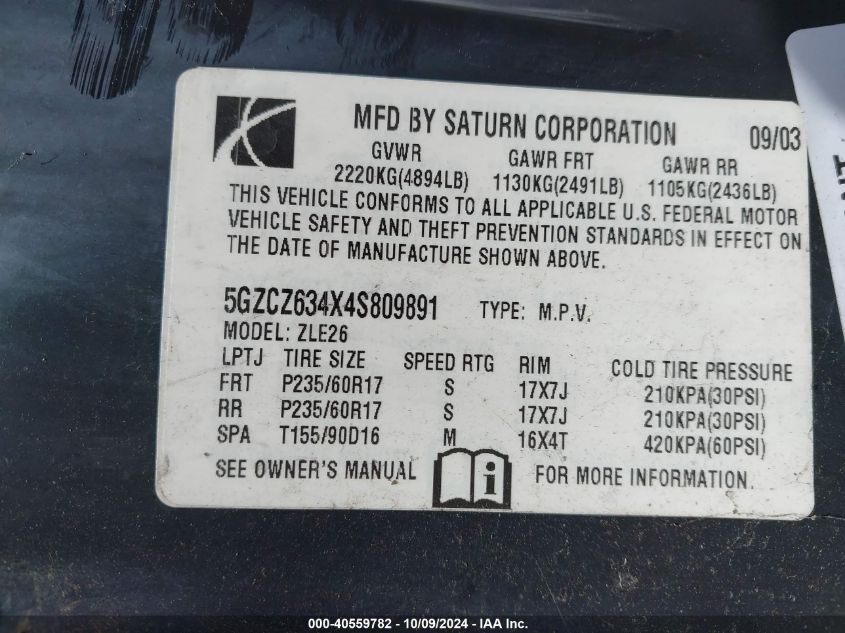 MFD BY SATURN CORPORATION 09/03
GVWR GAWR FRT GAWR RR
2220KG(4894LB) 1130KG(2491LB) 1105KG(2436LB)
THIS VEHICLE CONFORMS TO ALL APPLICABLE U.S. FEDERAL MOTOR
VEHICLE SAFETY AND THEFT PREVENTION STANDARDS IN EFFECT ON
THE DATE OF MANUFACTURE SHOWN ABOVE.
5GZCZ634X4S809891 TYPE: M.P.V.
MODEL: ZLE26
LPTJ TIRE SIZE SPEED RTG RIM COLD TIRE PRESSURE
FRT P235/60R17 S 17X7J 210KPA(30PSI)
RR P235/60R17 S 17X7J 210KPA(30PSI)
SPA T155/90D16 M 16X4T 420KPA(60PSI)
SEE OWNER'S MANUAL i FOR MORE INFORMATION.
000-40559782 - 10/09/2024 - IAA Inc.